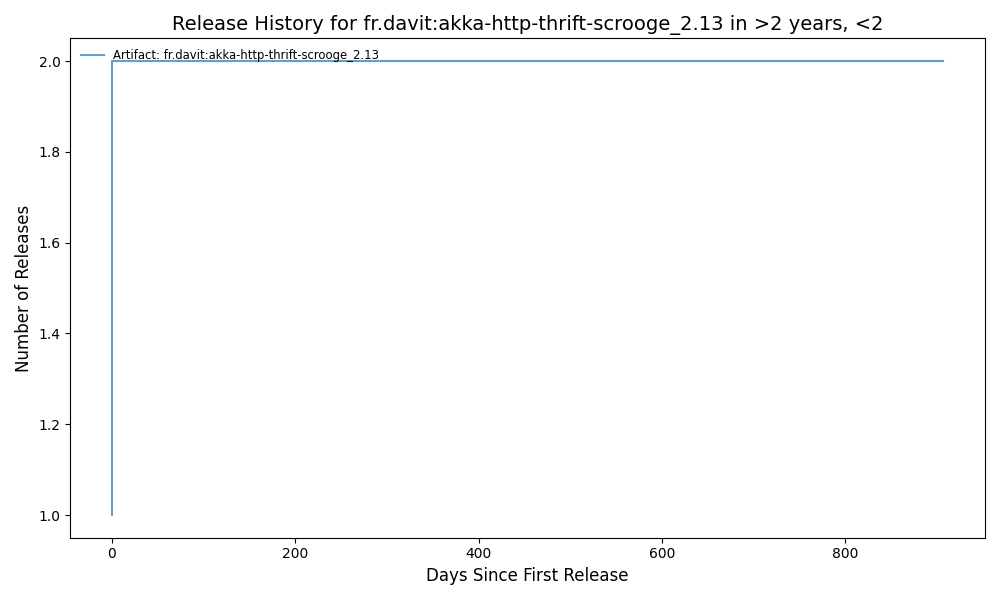 Release History for fr.davit:akka-http-thrift-scrooge_2.13 in >2 years, <2
Artifact: fr.davit:akka-http-thrift-scrooge_2.13
2.0
1.8
1.6
1.4
1.2
1.0
Number of Releases
0 200 400 600 800
Days Since First Release